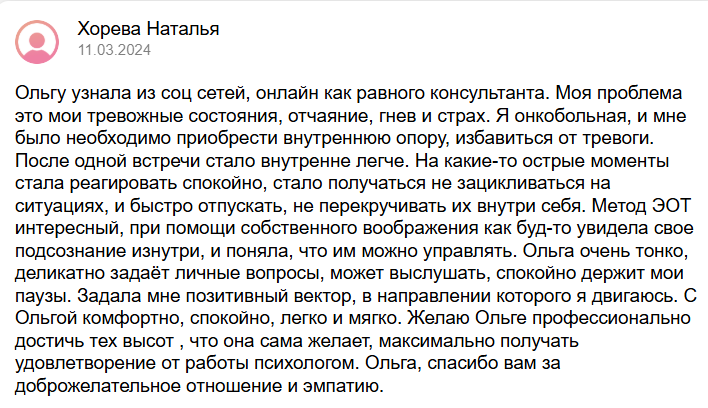 Хорева Наталья
11.03.2024
Ольгу узнала из соц сетей, онлайн как равного консультанта. Моя проблема
это мои тревожные состояния, отчаяние, гнев и страх. Я онкобольная, и мне
было необходимо приобрести внутреннюю опору, избавиться от тревоги.
После одной встречи стало внутренне легче. На какие-то острые моменты
стала реагировать спокойно, стало получаться не зацикливаться на
ситуациях, и быстро отпускать, не перекручивать их внутри себя. Метод ЭОТ
интересный, при помощи собственного воображения как буд-то увидела свое
подсознание изнутри, и поняла, что им можно управлять. Ольга очень тонко,
деликатно задаёт личные вопросы, может выслушать, спокойно держит мои
паузы. Задала мне позитивный вектор, в направлении которого я двигаюсь. С
Ольгой комфортно, спокойно, легко и мягко. Желаю Ольге профессионально
достичь тех высот , что она сама желает, максимально получать
удовлетворение от работы психологом. Ольга, спасибо вам за
доброжелательное отношение и эмпатию.